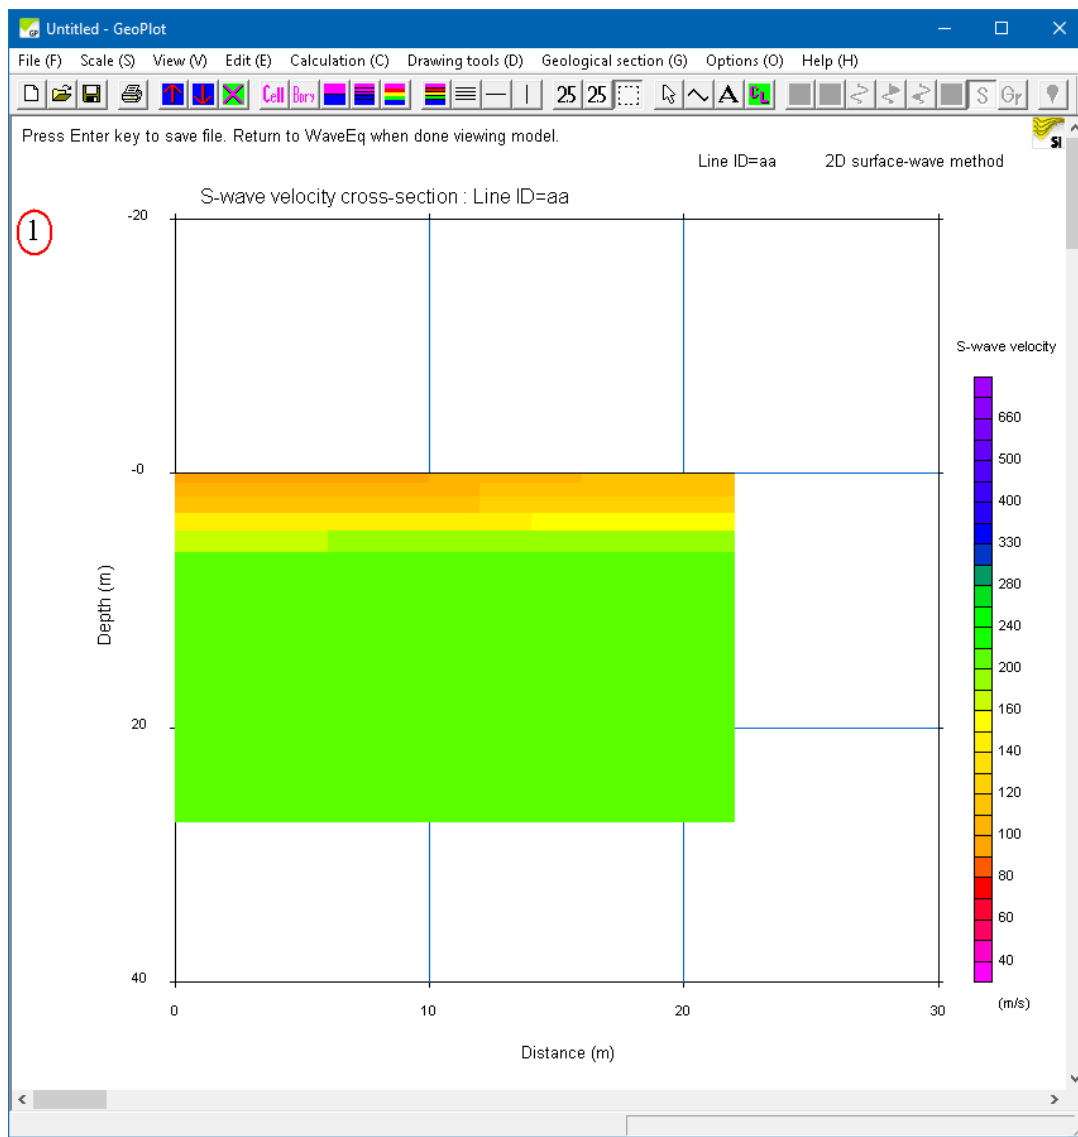 Untitled - GeoPlot
File (F) Scale (S) View (V) Edit (E) Calculation (C) Drawing tools (D) Geological section (G) Options (O) Help (H)
Cell Bory 25 25 A S Gr
Press Enter key to save file. Return to WaveEq when done viewing model.
SI
Line ID=aa 2D surface-wave method
S-wave velocity cross-section : Line ID=aa
1
-20
-0
20
40
Depth (m)
0 10 20 30
Distance (m)
S-wave velocity
660
500
400
330
280
240
200
160
140
120
100
80
60
40
(m/s)